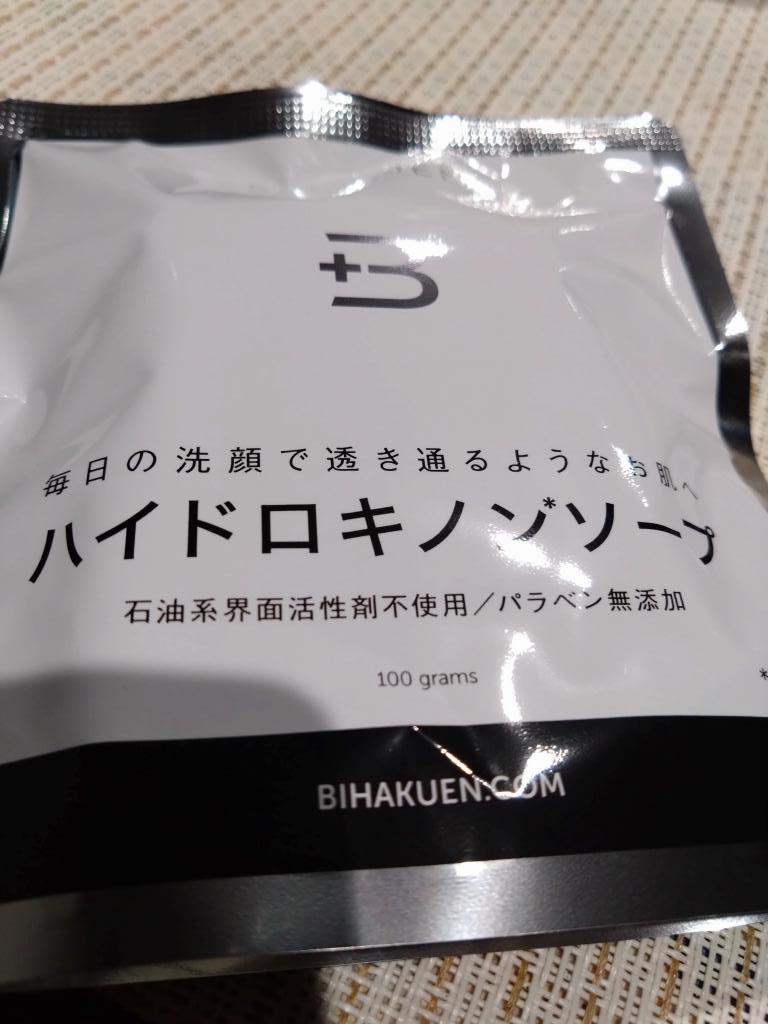 毎日の洗顔で透き通るようなお肌へ
ハイドロキノン*ソープ
石油系界面活性剤不使用／パラベン無添加
100 grams
*
BIHAKUEN.COM